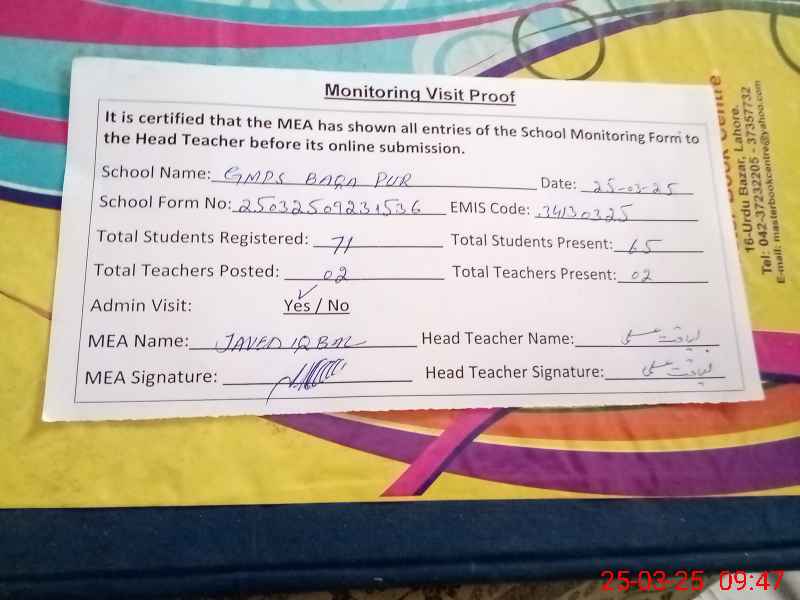 Monitoring Visit Proof
It is certified that the MEA has shown all entries of the School Monitoring Form to
the Head Teacher before its online submission.
School Name: GMPS BAQA PUR Date: 25-03-25
School Form No: 25032509231536 EMIS Code: 34130325
Total Students Registered: 71 Total Students Present: 65
Total Teachers Posted: 02 Total Teachers Present: 02
Admin Visit: Yes / No
MEA Name: JAVED IQBAL Head Teacher Name: لیاقت علی
MEA Signature: Head Teacher Signature: لیاقت علی
Book Centre
16-Urdu Bazar, Lahore.
Tel: 042-37232205 - 37357732
E-mail: masterbookcentre@yahoo.com
25-03-25 09:47